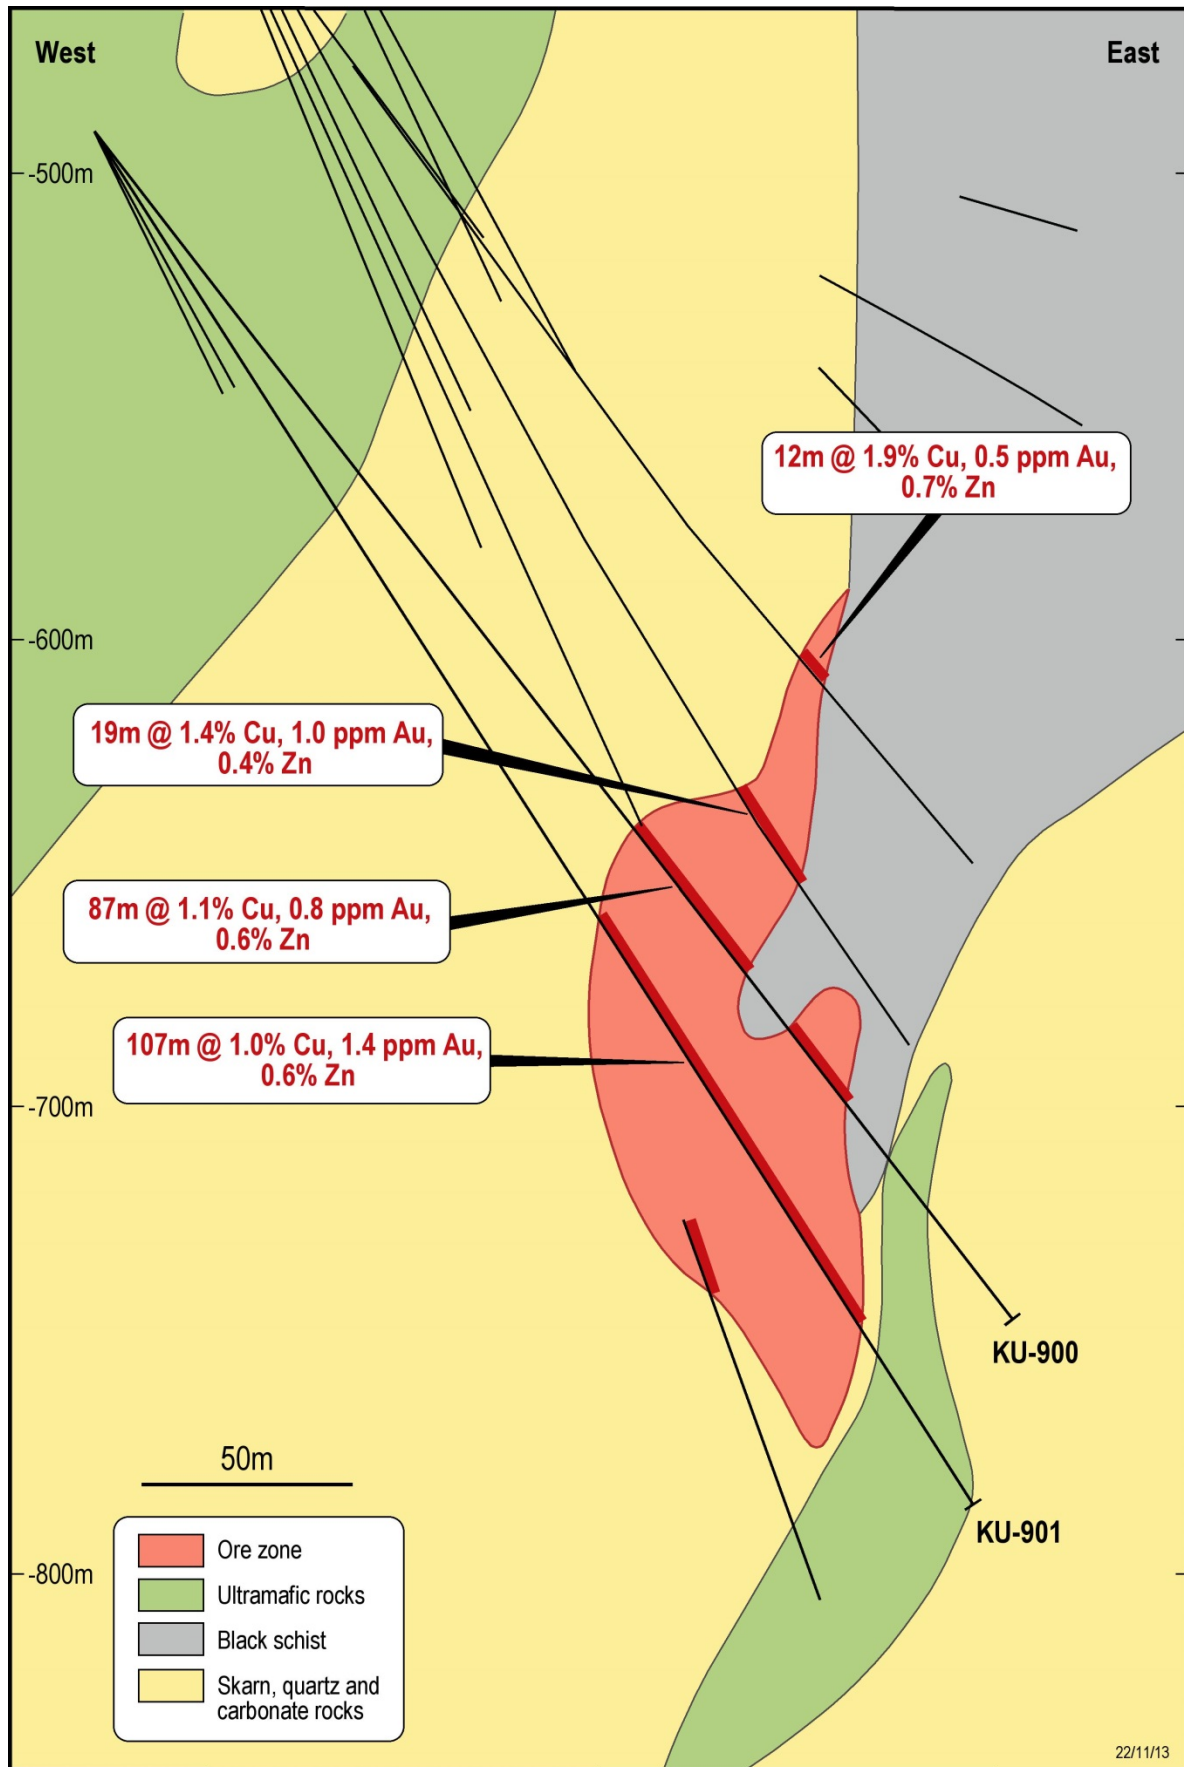 West
East
-500m
12m @ 1.9% Cu, 0.5 ppm Au,
0.7% Zn
-600m
19m @ 1.4% Cu, 1.0 ppm Au,
0.4% Zn
87m @ 1.1% Cu, 0.8 ppm Au,
0.6% Zn
107m @ 1.0% Cu, 1.4 ppm Au,
0.6% Zn
-700m
KU-900
50m
KU-901
-800m
Ore zone
Ultramafic rocks
Black schist
Skarn, quartz and
carbonate rocks
22/11/13